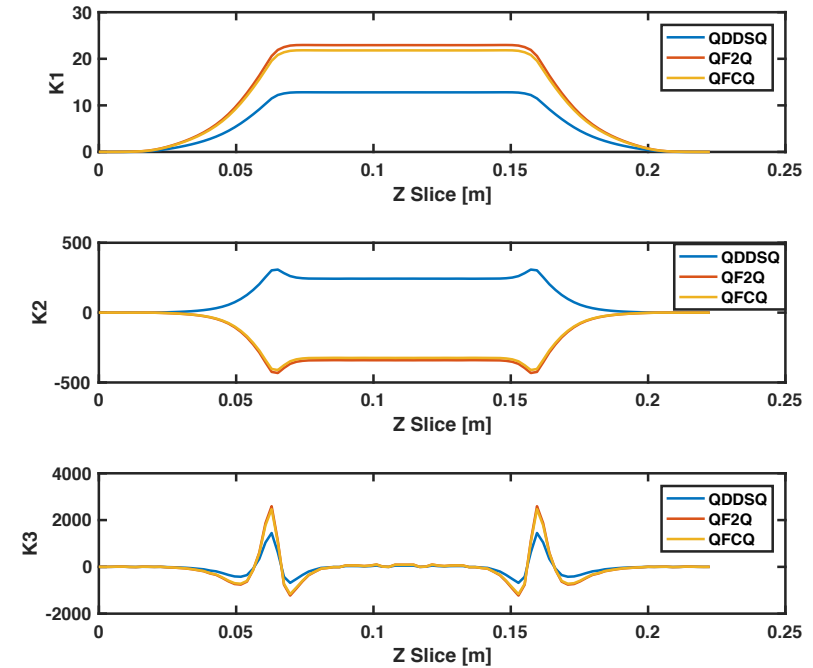 30
20
10
0
K1
0
0.05
0.1
0.15
0.2
0.25
Z Slice [m]
QDDSQ
QF2Q
QFCQ
500
0
-500
K2
0
0.05
0.1
0.15
0.2
0.25
Z Slice [m]
QDDSQ
QF2Q
QFCQ
4000
2000
0
-2000
K3
0
0.05
0.1
0.15
0.2
0.25
Z Slice [m]
QDDSQ
QF2Q
QFCQ